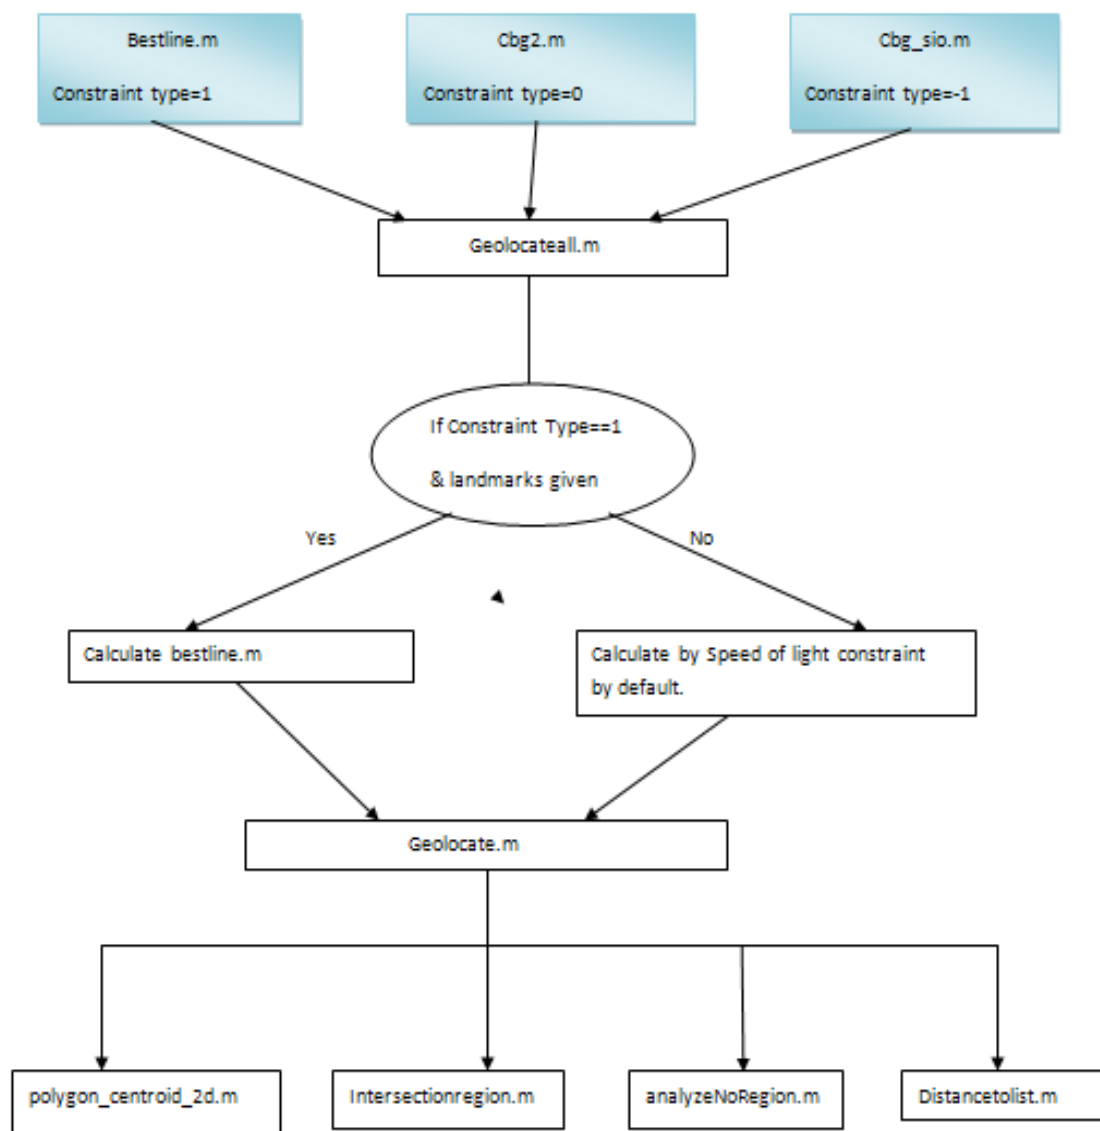 Bestline.m
Constraint type=1
Cbg2.m
Constraint type=0
Cbg_sio.m
Constraint type=-1
Geolocateall.m
If Constraint Type==1
& landmarks given
Yes
No
Calculate bestline.m
Calculate by Speed of light constraint
by default.
Geolocate.m
polygon_centroid_2d.m
Intersectionregion.m
analyzeNoRegion.m
Distancetolist.m